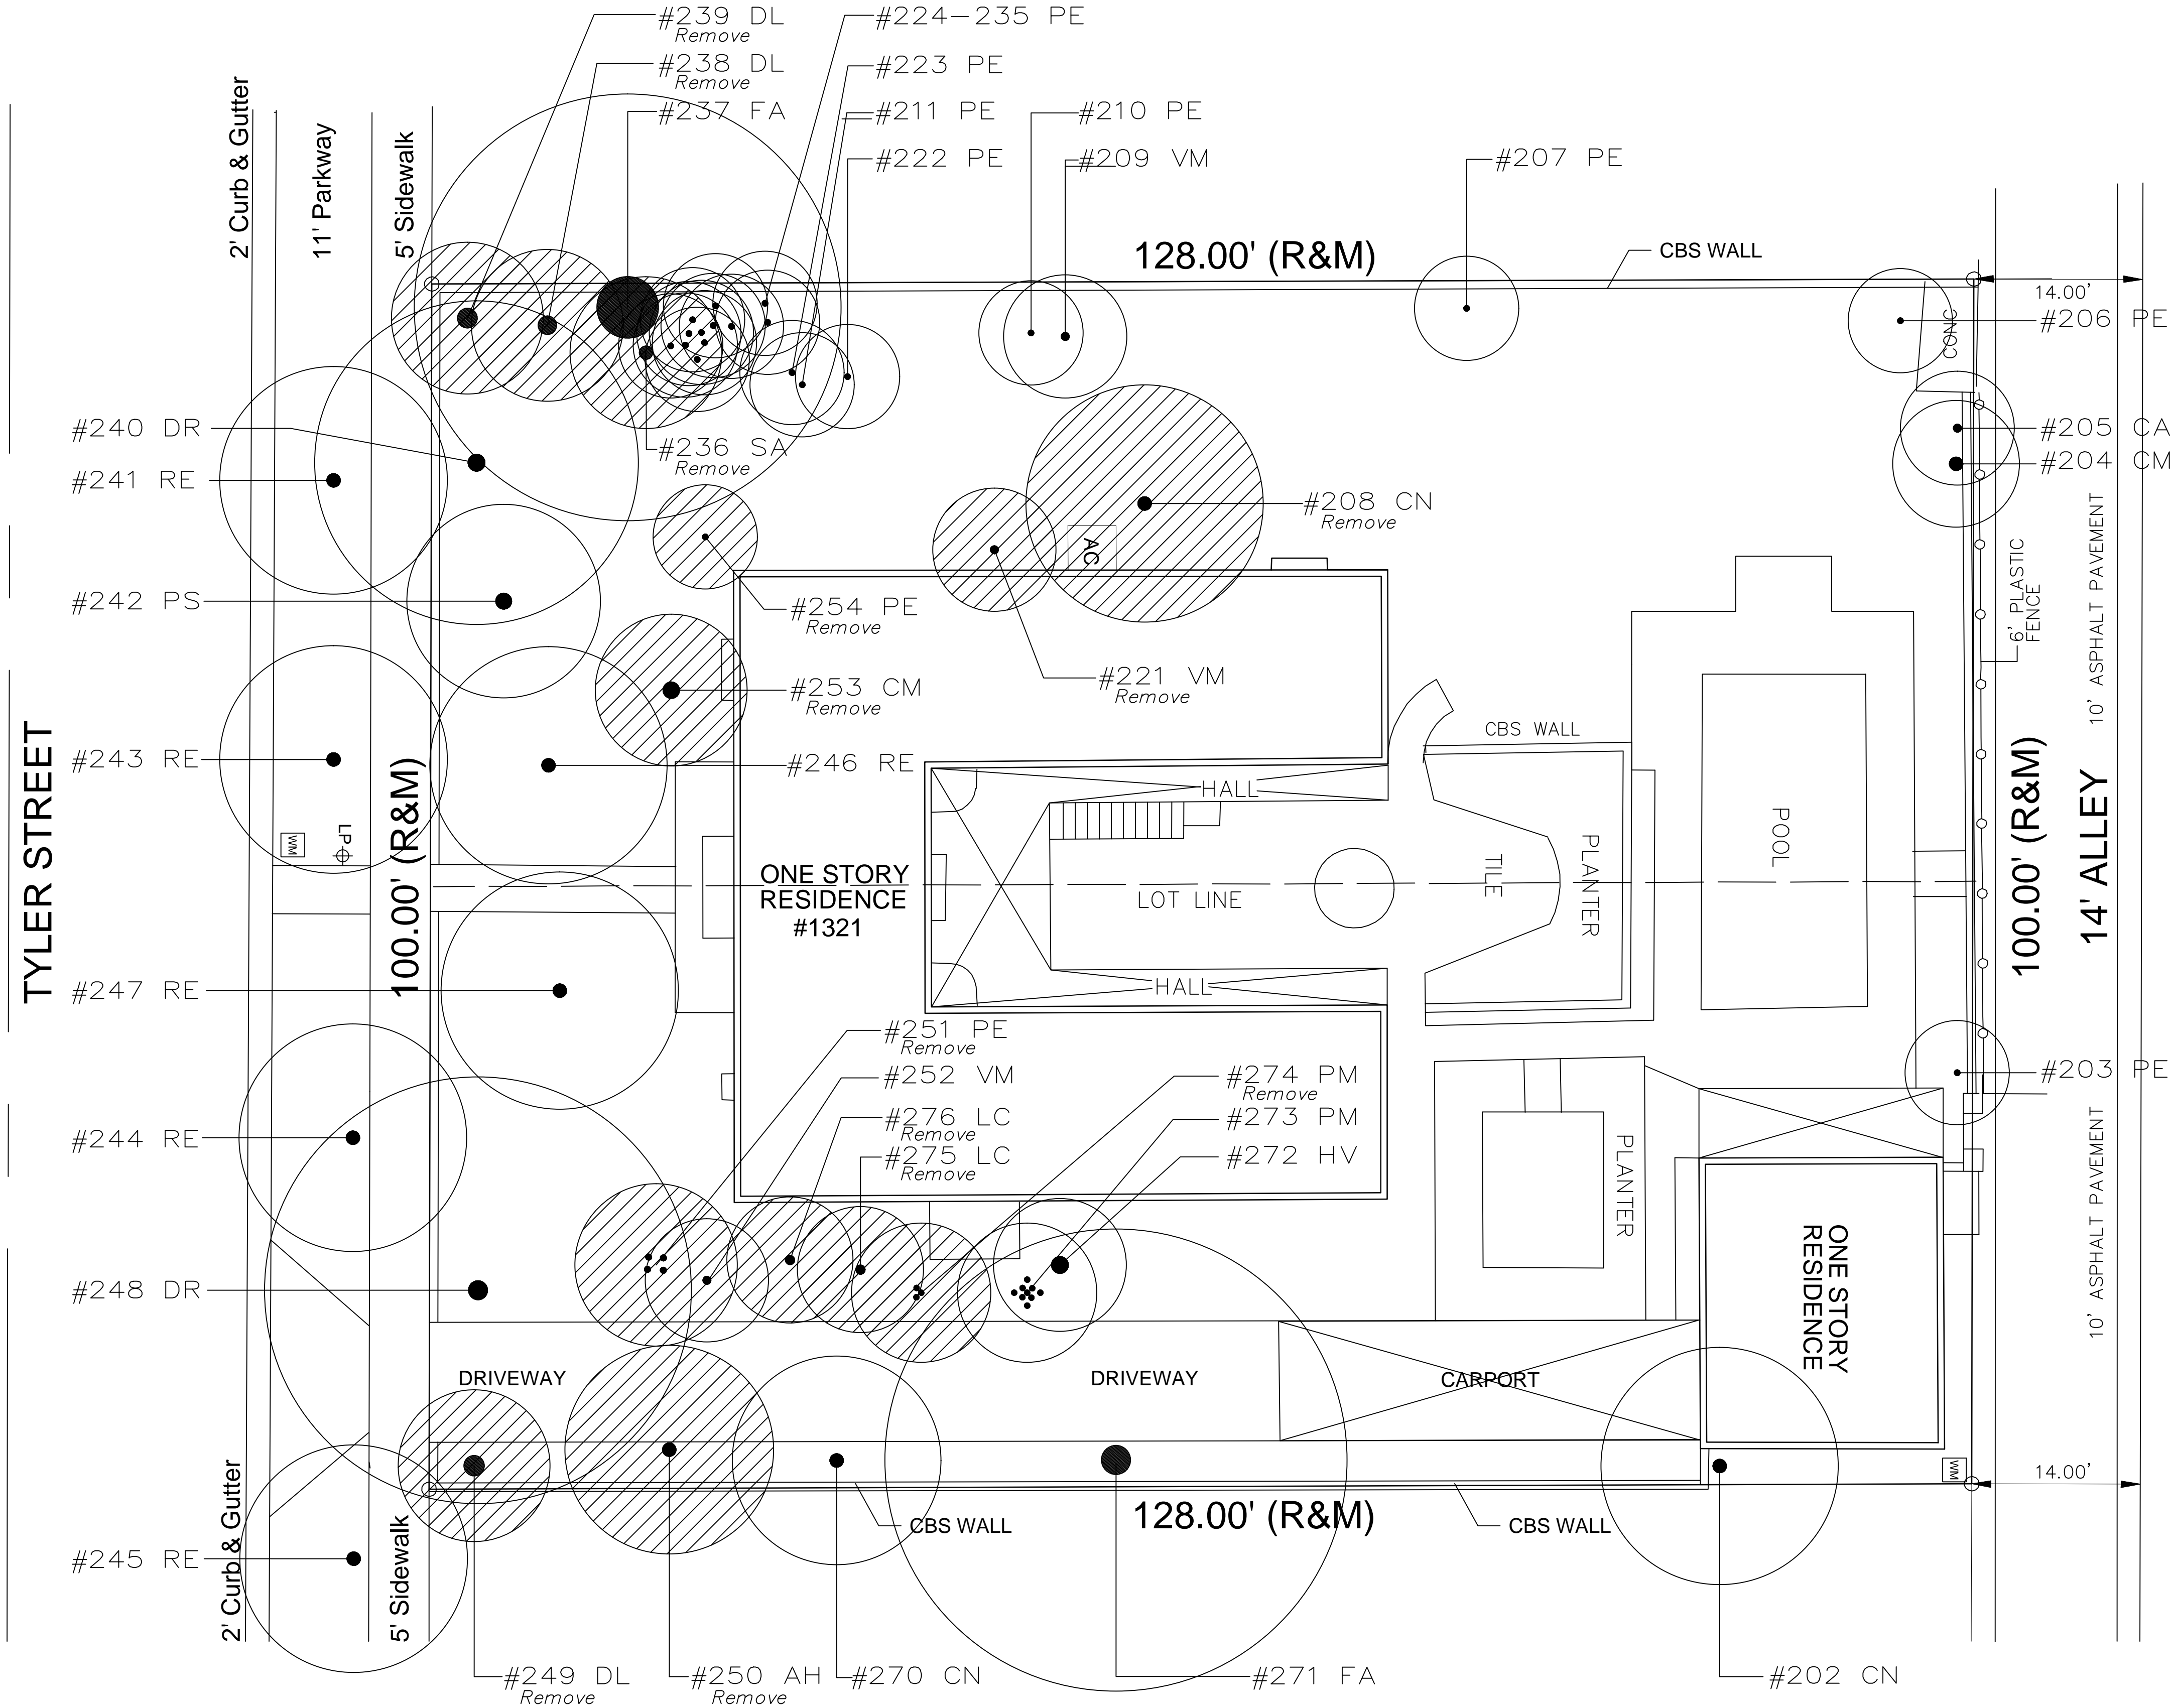 #239 DL
Remove
#224-235 PE
#238 DL
Remove
#223 PE
#237 FA
#211 PE
#210 PE
#222 PE
#209 VM
#207 PE
2' Curb & Gutter
11' Parkway
5' Sidewalk
128.00' (R&M)
CBS WALL
14.00'
#206 PE
CONC
#240 DR
#205 CA
#236 SA
Remove
#204 CM
#241 RE
#208 CN
Remove
10' ASPHALT PAVEMENT
AC
6' PLASTIC
FENCE
#242 PS
#254 PE
Remove
#221 VM
Remove
#253 CM
Remove
CBS WALL
#243 RE
#246 RE
HALL
TYLER STREET
100.00' (R&M)
WM
LP
ONE STORY
RESIDENCE
#1321
LOT LINE
TILE
PLANTER
POOL
100.00' (R&M)
14' ALLEY
#247 RE
HALL
#251 PE
Remove
#252 VM
#274 PM
Remove
#203 PE
#276 LC
Remove
#273 PM
#244 RE
#275 LC
Remove
#272 HV
PLANTER
10' ASPHALT PAVEMENT
#248 DR
ONE STORY
RESIDENCE
DRIVEWAY
DRIVEWAY
CARPORT
WM
14.00'
2' Curb & Gutter
5' Sidewalk
CBS WALL
128.00' (R&M)
CBS WALL
#245 RE
#249 DL
Remove
#250 AH
Remove
#270 CN
#271 FA
#202 CN